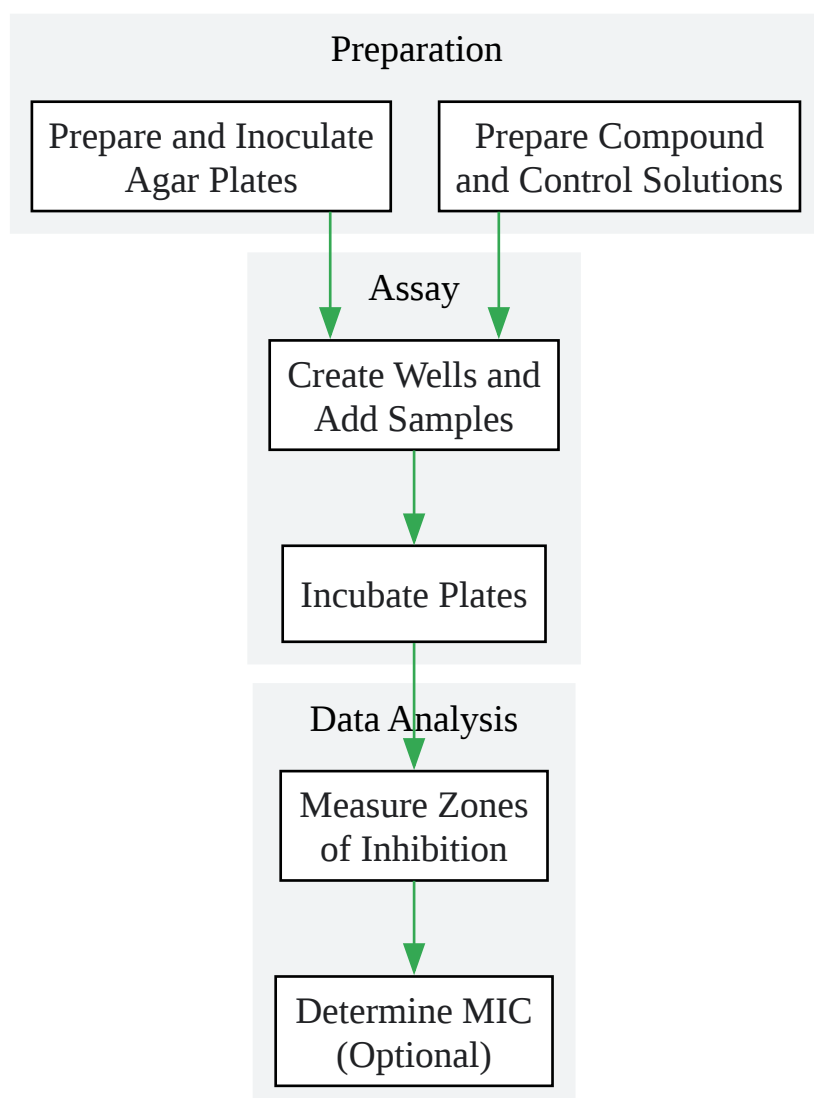 Preparation
Prepare and Inoculate
Agar Plates
Prepare Compound
and Control Solutions
Assay
Create Wells and
Add Samples
Incubate Plates
Data Analysis
Measure Zones
of Inhibition
Determine MIC
(Optional)